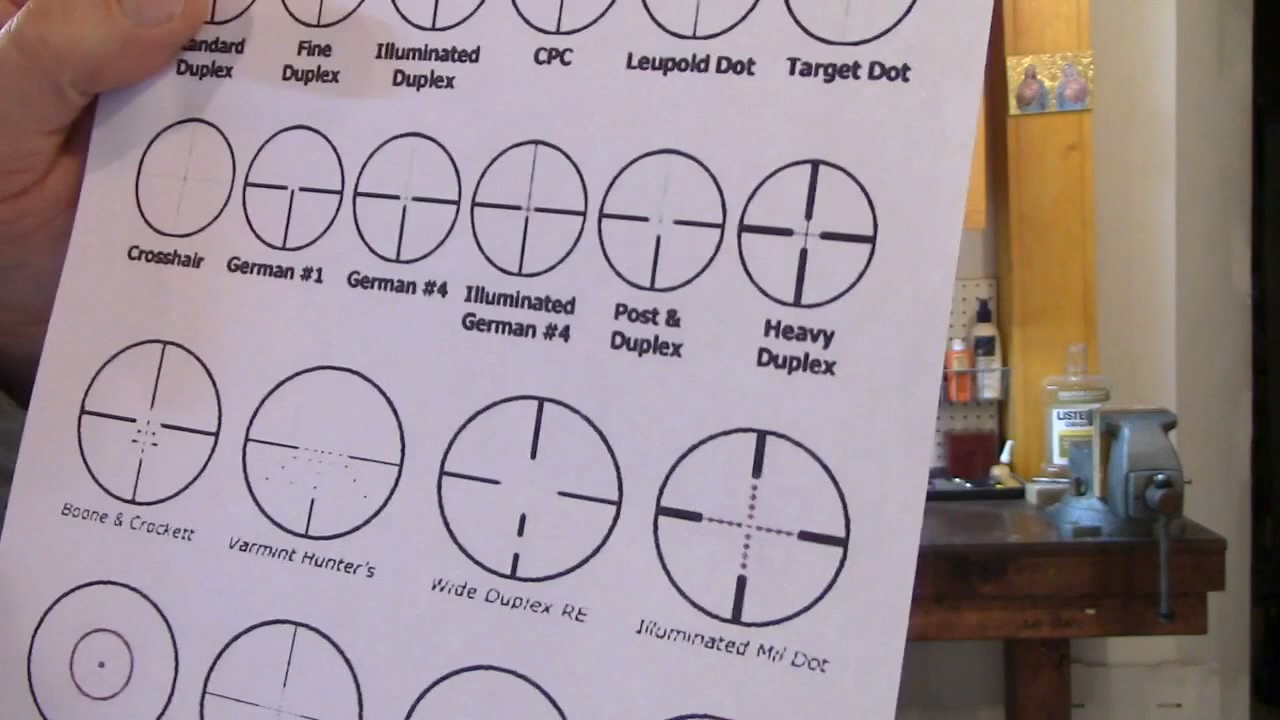 andard
Duplex
Fine
Duplex
Illuminated
Duplex
CPC
Leupold Dot
Target Dot
Crosshair
German #1
German #4
Illuminated
German #4
Post &
Duplex
Heavy
Duplex
Boone & Crockett
Varmint Hunter's
Wide Duplex RE
Illuminated Mil Dot
LISTE